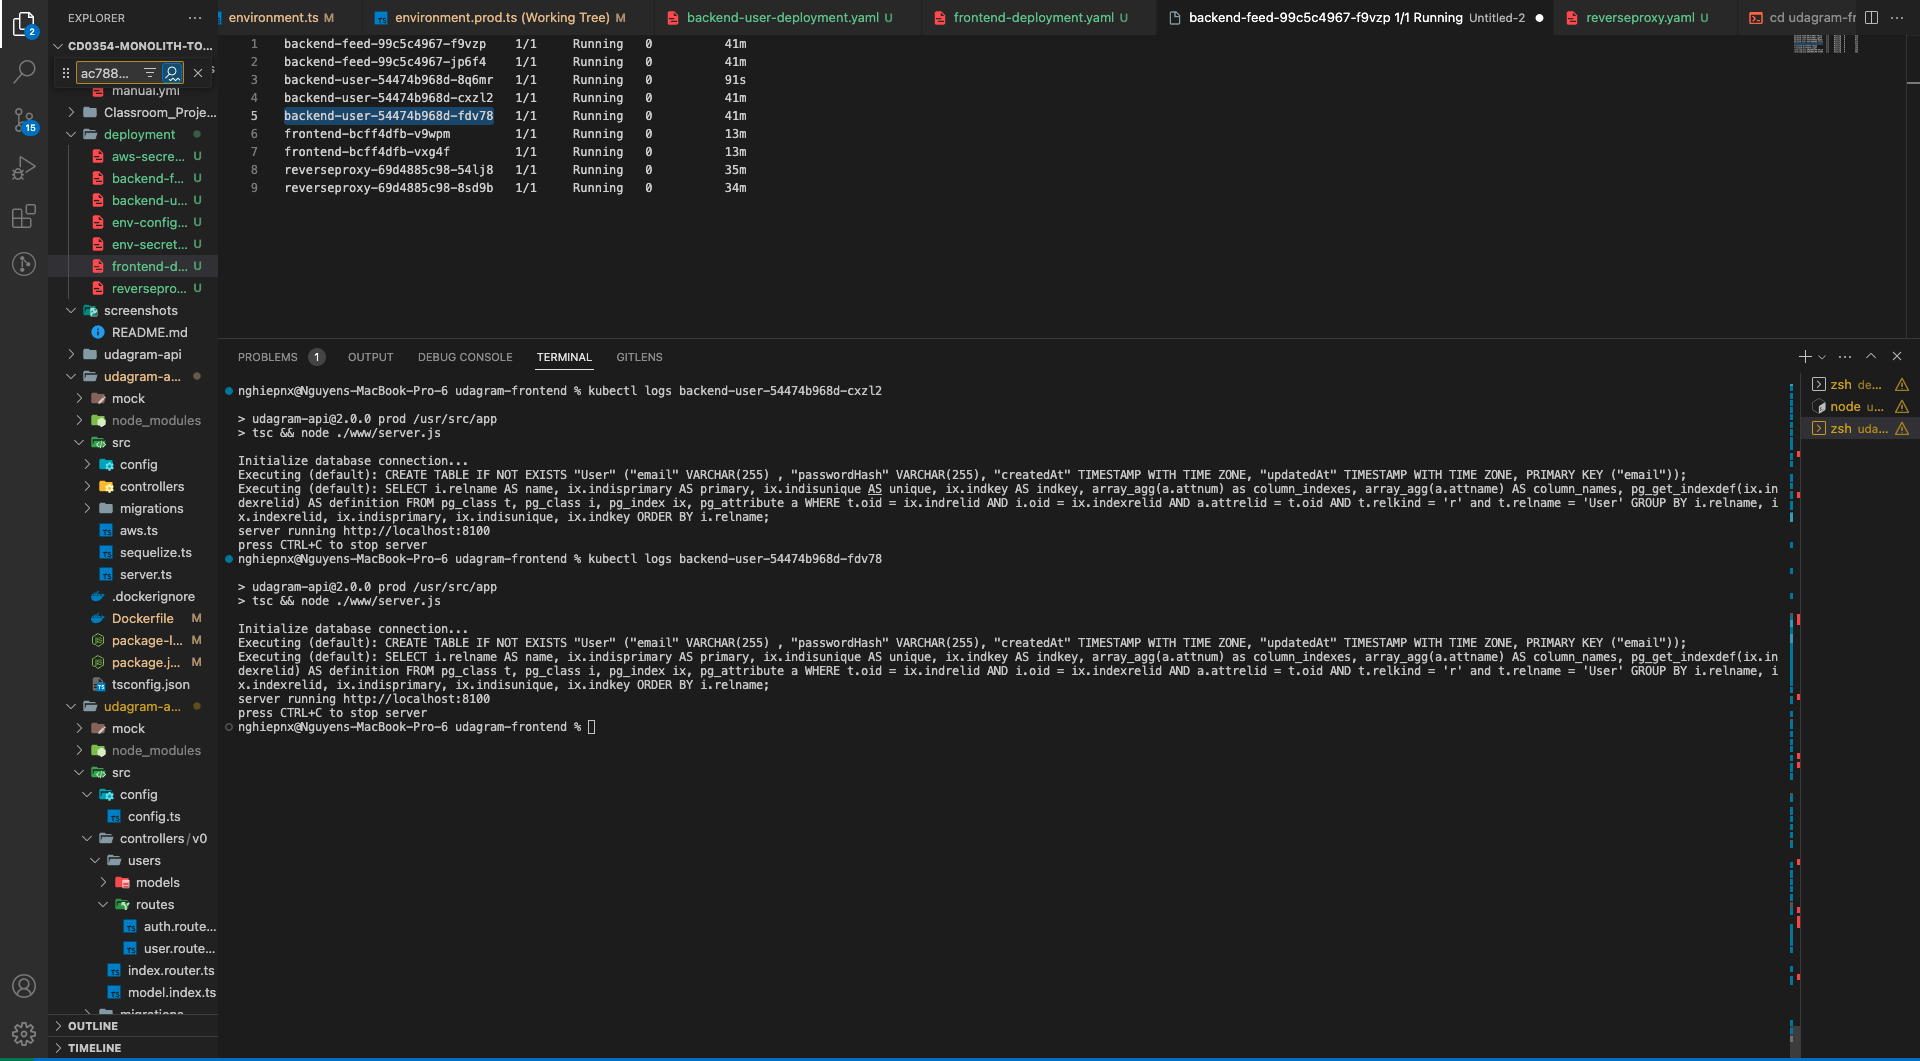 EXPLORER
CD0354-MONOLITH-TO...
ac788...
manual.yml
Classroom_Proje...
deployment
aws-secre... U
backend-f... U
backend-u... U
env-config... U
env-secret... U
frontend-d... U
reversepro... U
screenshots
README.md
udagram-api
udagram-a...
mock
node_modules
src
config
controllers
migrations
aws.ts
sequelize.ts
server.ts
.dockerignore
Dockerfile M
package-l... M
package.j... M
tsconfig.json
udagram-a...
mock
node_modules
src
config
config.ts
controllers/v0
users
models
routes
auth.route...
user.route...
index.router.ts
model.index.ts
migrations
OUTLINE
TIMELINE
2
15
environment.ts M
environment.prod.ts (Working Tree) M
backend-user-deployment.yaml U
frontend-deployment.yaml U
backend-feed-99c5c4967-f9vzp 1/1 Running Untitled-2
reverseproxy.yaml U
cd udagram-fr
1 backend-feed-99c5c4967-f9vzp 1/1 Running 0 41m
2 backend-feed-99c5c4967-jp6f4 1/1 Running 0 41m
3 backend-user-54474b968d-8q6mr 1/1 Running 0 91s
4 backend-user-54474b968d-cxzl2 1/1 Running 0 41m
5 backend-user-54474b968d-fdv78 1/1 Running 0 41m
6 frontend-bcff4dfb-v9wpm 1/1 Running 0 13m
7 frontend-bcff4dfb-vxg4f 1/1 Running 0 13m
8 reverseproxy-69d4885c98-54lj8 1/1 Running 0 35m
9 reverseproxy-69d4885c98-8sd9b 1/1 Running 0 34m
PROBLEMS 1 OUTPUT DEBUG CONSOLE TERMINAL GITLENS
nghiepnx@Nguyens-MacBook-Pro-6 udagram-frontend % kubectl logs backend-user-54474b968d-cxzl2
> udagram-api@2.0.0 prod /usr/src/app
> tsc && node ./www/server.js
Initialize database connection...
Executing (default): CREATE TABLE IF NOT EXISTS "User" ("email" VARCHAR(255) , "passwordHash" VARCHAR(255), "createdAt" TIMESTAMP WITH TIME ZONE, "updatedAt" TIMESTAMP WITH TIME ZONE, PRIMARY KEY ("email"));
Executing (default): SELECT i.relname AS name, ix.indisprimary AS primary, ix.indisunique AS unique, ix.indkey AS indkey, array_agg(a.attnum) as column_indexes, array_agg(a.attname) AS column_names, pg_get_indexdef(ix.in
dexrelid) AS definition FROM pg_class t, pg_class i, pg_index ix, pg_attribute a WHERE t.oid = ix.indrelid AND i.oid = ix.indexrelid AND a.attrelid = t.oid AND t.relkind = 'r' and t.relname = 'User' GROUP BY i.relname, i
x.indexrelid, ix.indisprimary, ix.indisunique, ix.indkey ORDER BY i.relname;
server running http://localhost:8100
press CTRL+C to stop server
nghiepnx@Nguyens-MacBook-Pro-6 udagram-frontend % kubectl logs backend-user-54474b968d-fdv78
> udagram-api@2.0.0 prod /usr/src/app
> tsc && node ./www/server.js
Initialize database connection...
Executing (default): CREATE TABLE IF NOT EXISTS "User" ("email" VARCHAR(255) , "passwordHash" VARCHAR(255), "createdAt" TIMESTAMP WITH TIME ZONE, "updatedAt" TIMESTAMP WITH TIME ZONE, PRIMARY KEY ("email"));
Executing (default): SELECT i.relname AS name, ix.indisprimary AS primary, ix.indisunique AS unique, ix.indkey AS indkey, array_agg(a.attnum) as column_indexes, array_agg(a.attname) AS column_names, pg_get_indexdef(ix.in
dexrelid) AS definition FROM pg_class t, pg_class i, pg_index ix, pg_attribute a WHERE t.oid = ix.indrelid AND i.oid = ix.indexrelid AND a.attrelid = t.oid AND t.relkind = 'r' and t.relname = 'User' GROUP BY i.relname, i
x.indexrelid, ix.indisprimary, ix.indisunique, ix.indkey ORDER BY i.relname;
server running http://localhost:8100
press CTRL+C to stop server
nghiepnx@Nguyens-MacBook-Pro-6 udagram-frontend %
zsh de...
node u...
zsh uda...